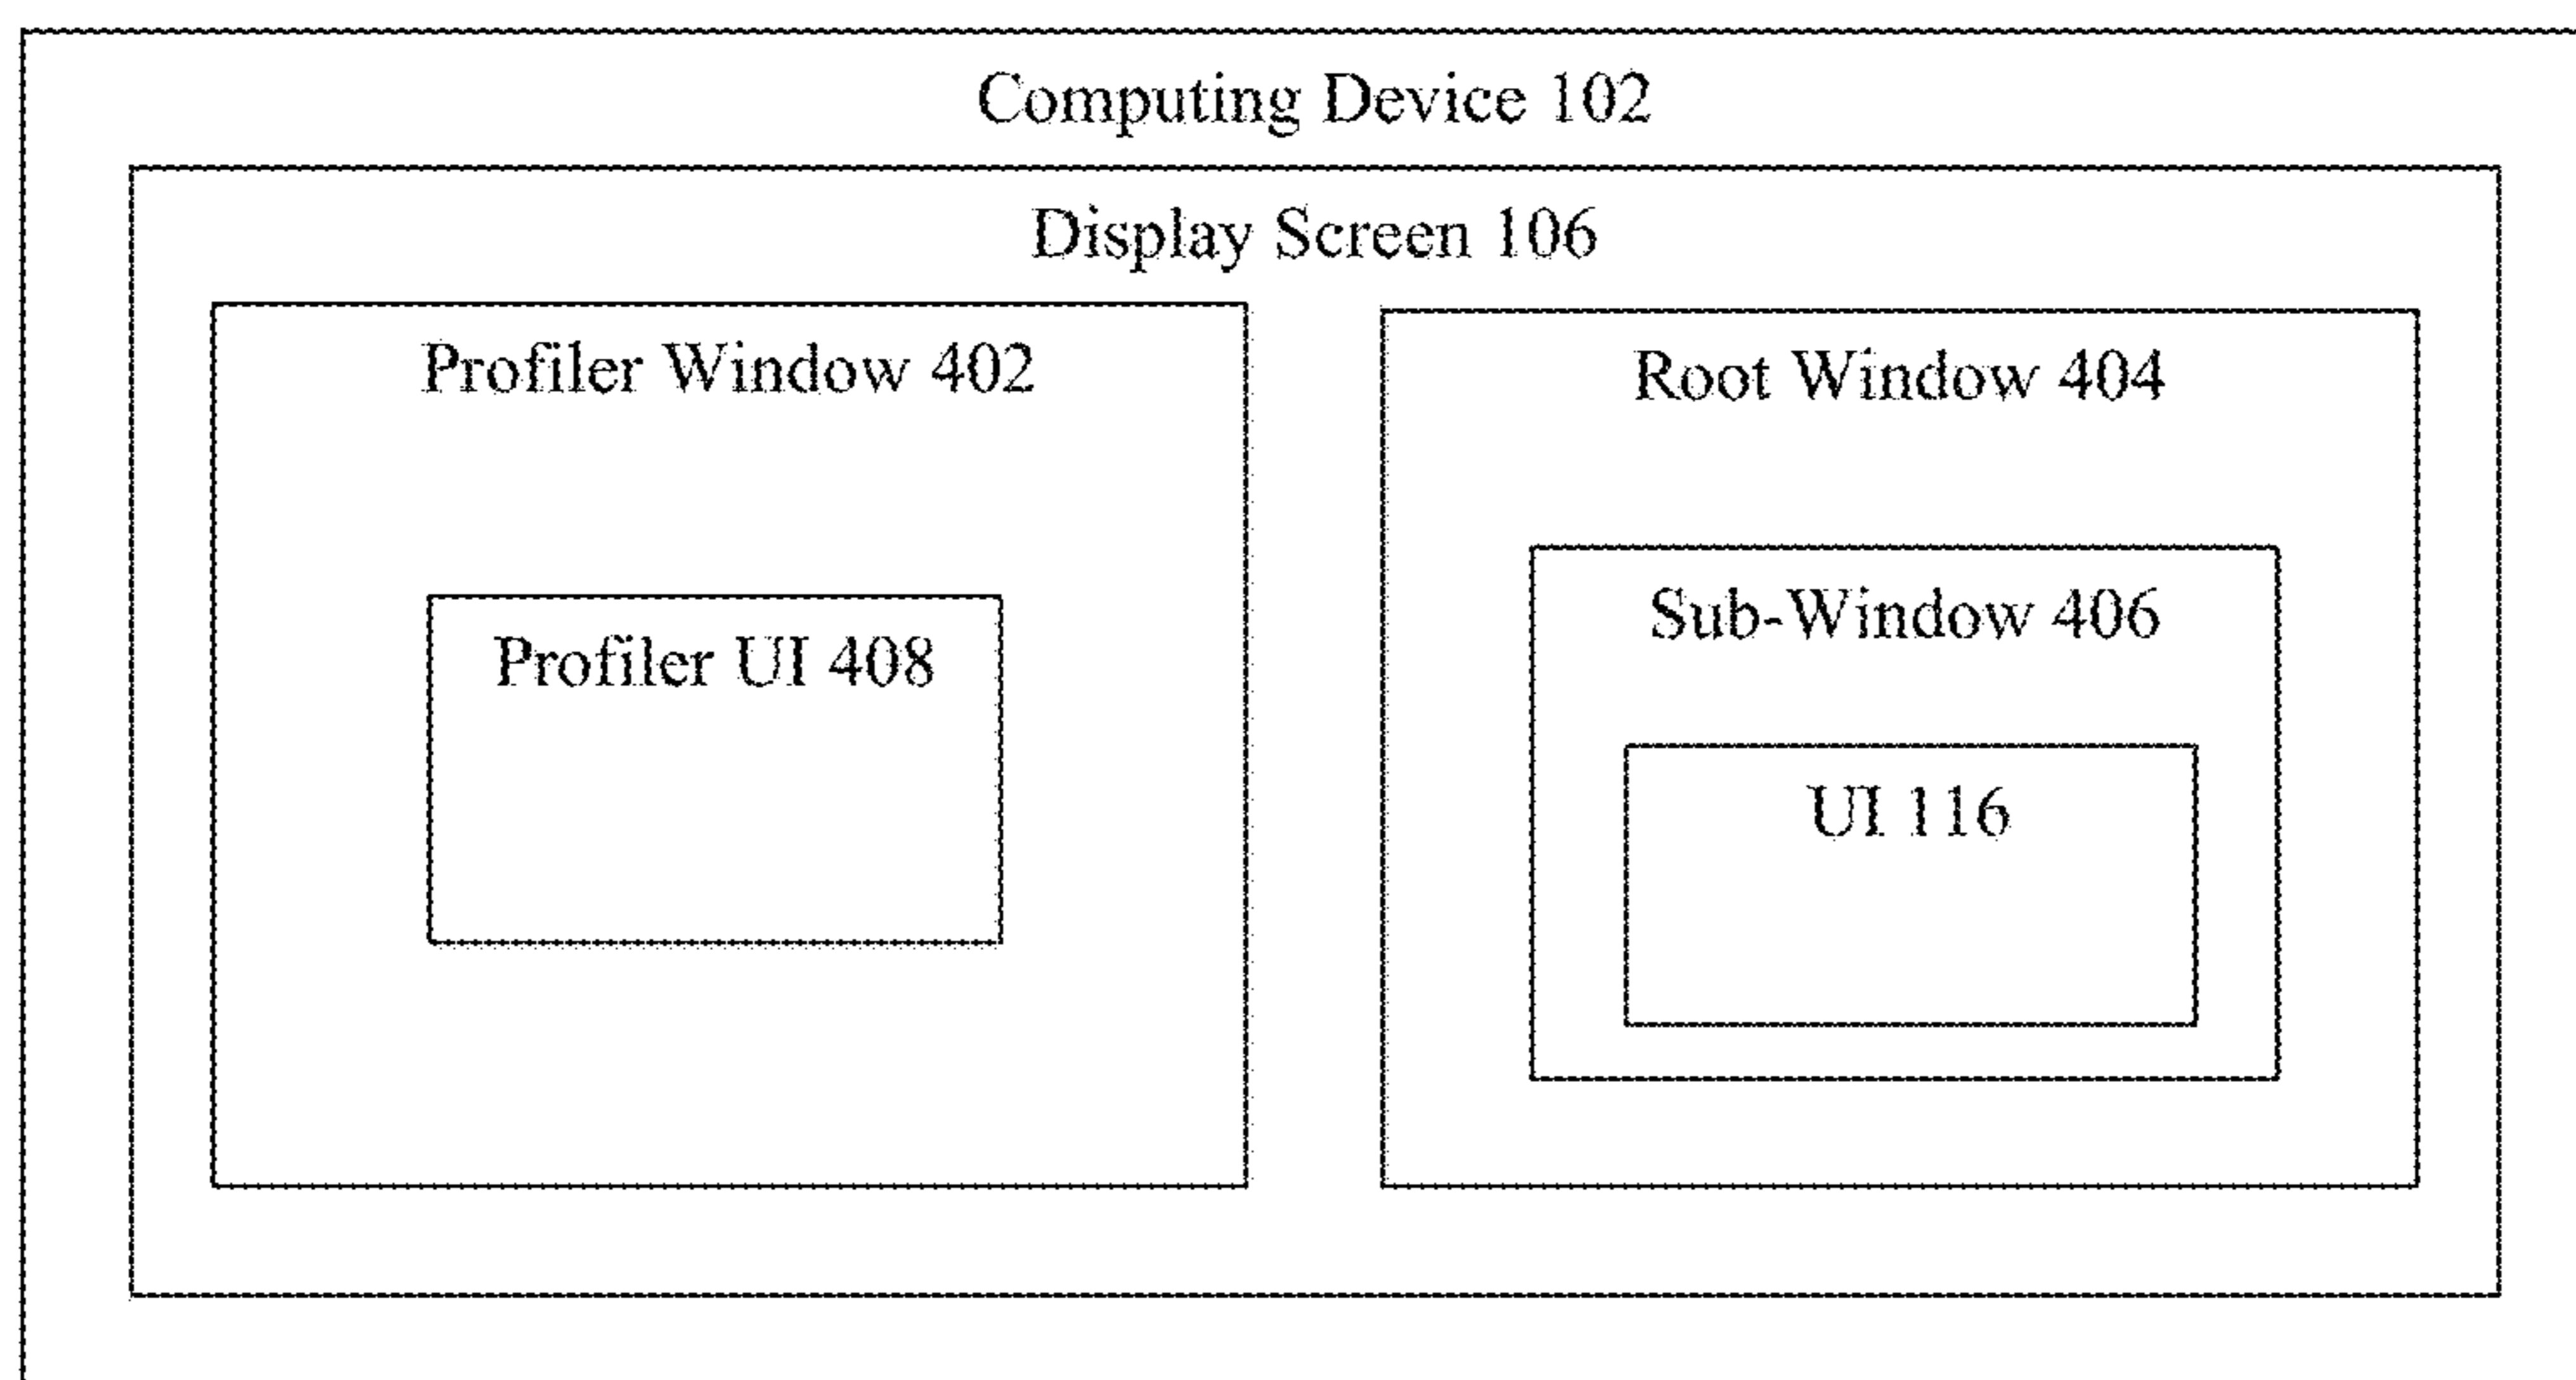 Computing Device 102
Display Screen 106
Profiler Window 402
Profiler UI 408
Root Window 404
Sub-Window 406
UI 116